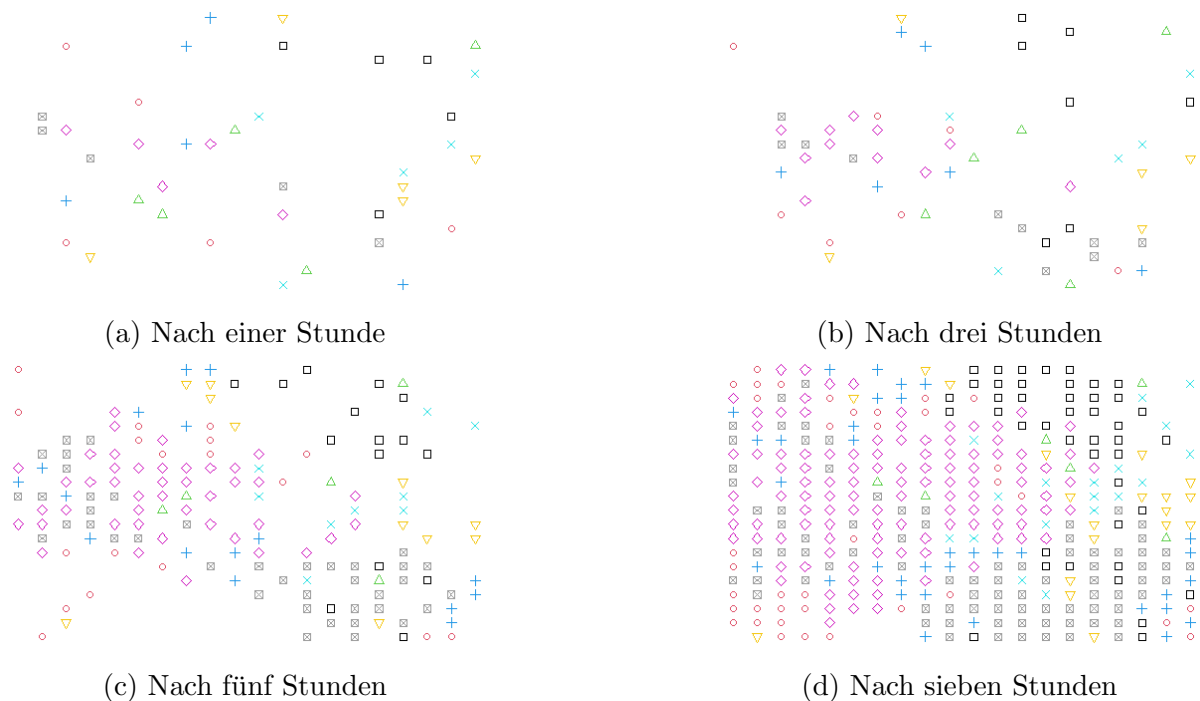 (a) Nach einer Stunde
(b) Nach drei Stunden
(c) Nach fünf Stunden
(d) Nach sieben Stunden